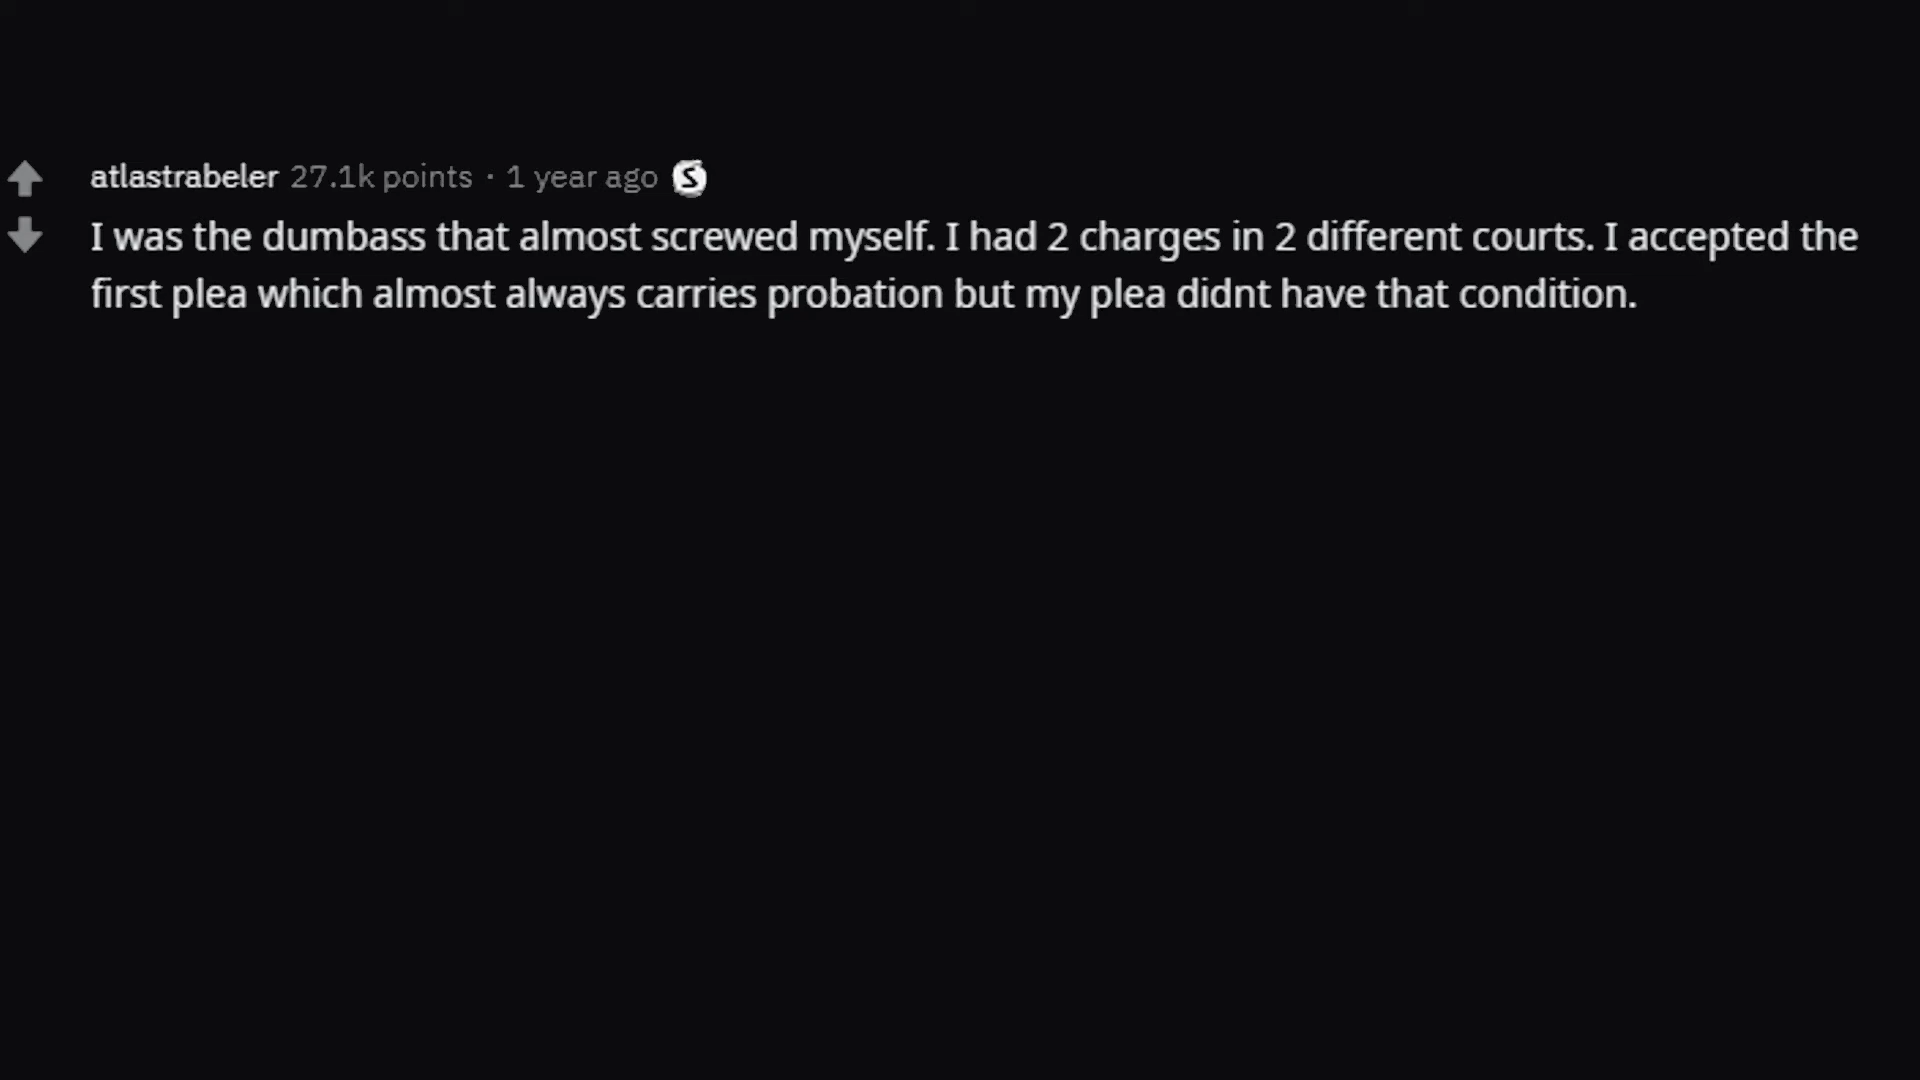 atlastrabeler 27.1k points · 1 year ago S
I was the dumbass that almost screwed myself. I had 2 charges in 2 different courts. I accepted the
first plea which almost always carries probation but my plea didnt have that condition.